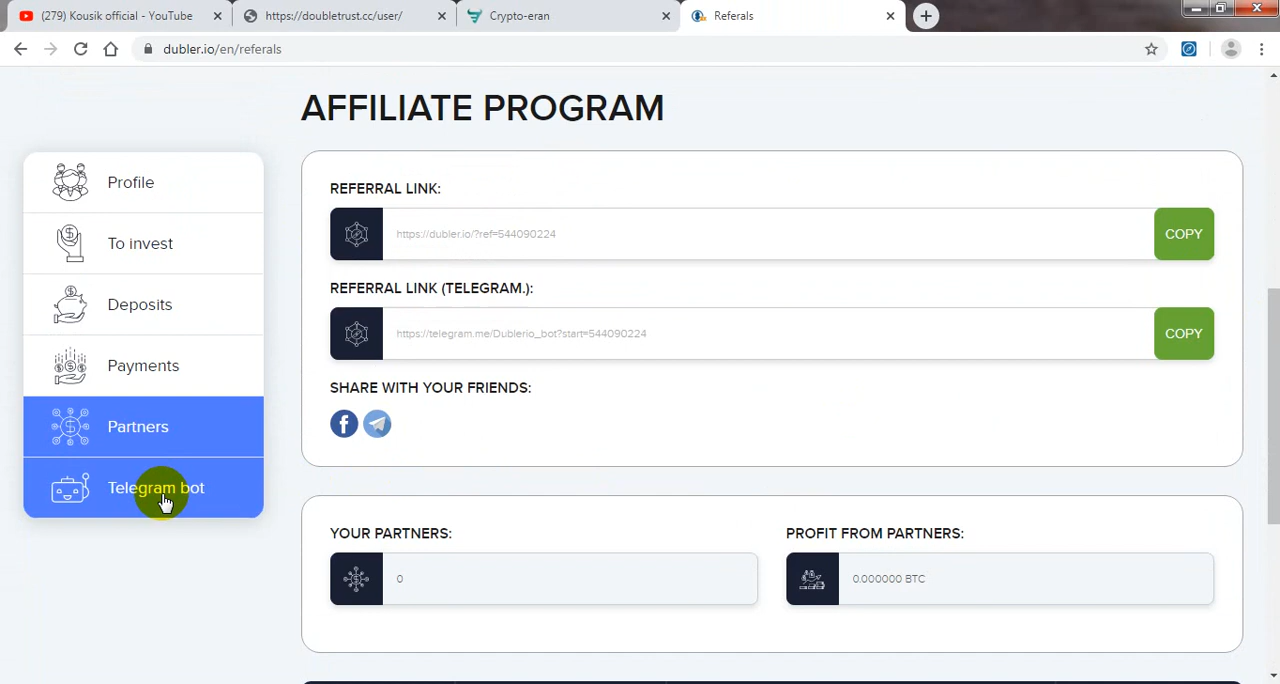 (279) Kousik official - YouTube
https://doubletrust.cc/user/
Crypto-eran
Referals
dubler.io/en/referals
AFFILIATE PROGRAM
Profile
To invest
Deposits
Payments
Partners
Telegram bot
REFERRAL LINK:
https://dubler.io/?ref=544090224
COPY
REFERRAL LINK (TELEGRAM.):
https://telegram.me/Dublerio_bot?start=544090224
COPY
SHARE WITH YOUR FRIENDS:
YOUR PARTNERS:
0
PROFIT FROM PARTNERS:
0.000000 BTC